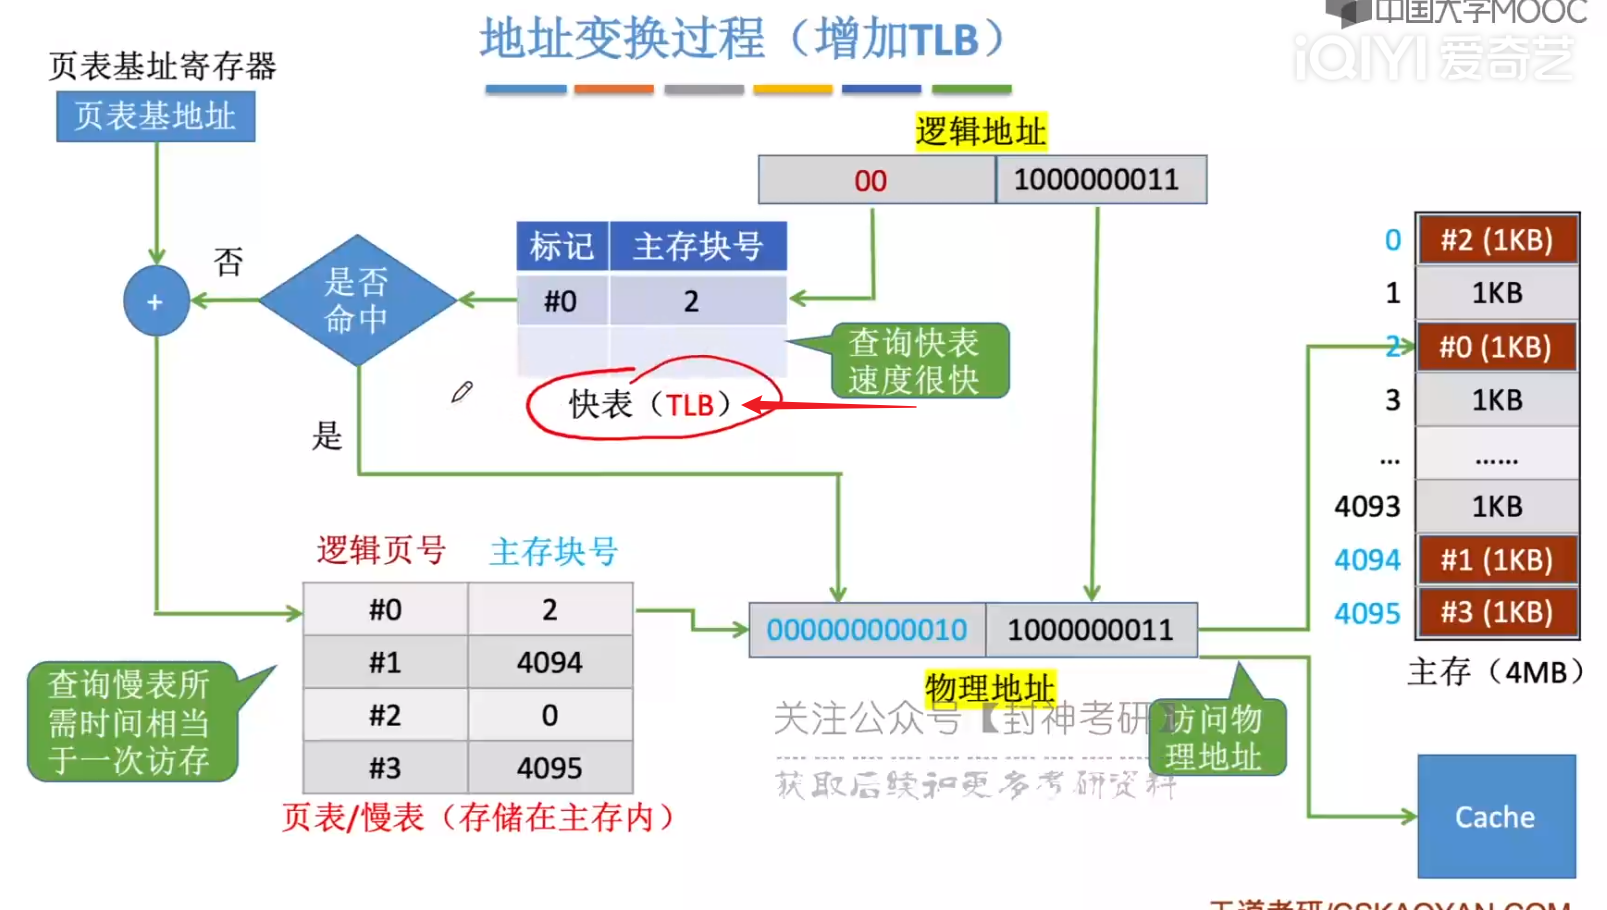 中国大学MOOC
iQIYI 爱奇艺
地址变换过程（增加TLB）
页表基址寄存器
页表基地址
逻辑地址
00 1000000011
标记 主存块号
#0 2
是否
命中
否
是
+
查询快表
速度很快
快表（TLB）
0 #2 (1KB)
1 1KB
2 #0 (1KB)
3 1KB
... ......
4093 1KB
4094 #1 (1KB)
4095 #3 (1KB)
主存（4MB）
逻辑页号 主存块号
#0 2
#1 4094
#2 0
#3 4095
页表/慢表（存储在主存内）
查询慢表所
需时间相当
于一次访存
000000000010 1000000011
物理地址
关注公众号【封神考研】
获取后续和更多考研资料
访问物
理地址
Cache
王道考研/CSKAOYAN.COM